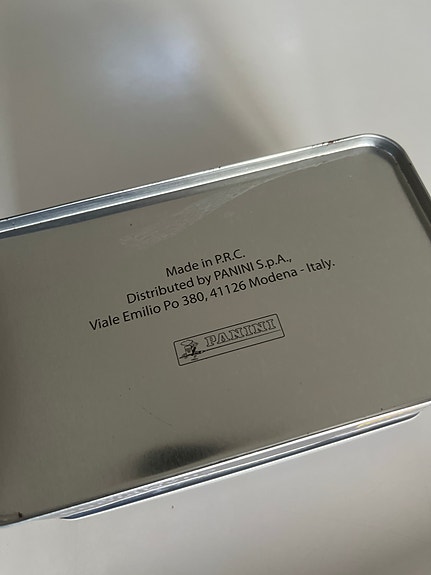 Made in P.R.C.
Distributed by PANINI S.p.A.,
Viale Emilio Po 380, 41126 Modena - Italy.
PANINI